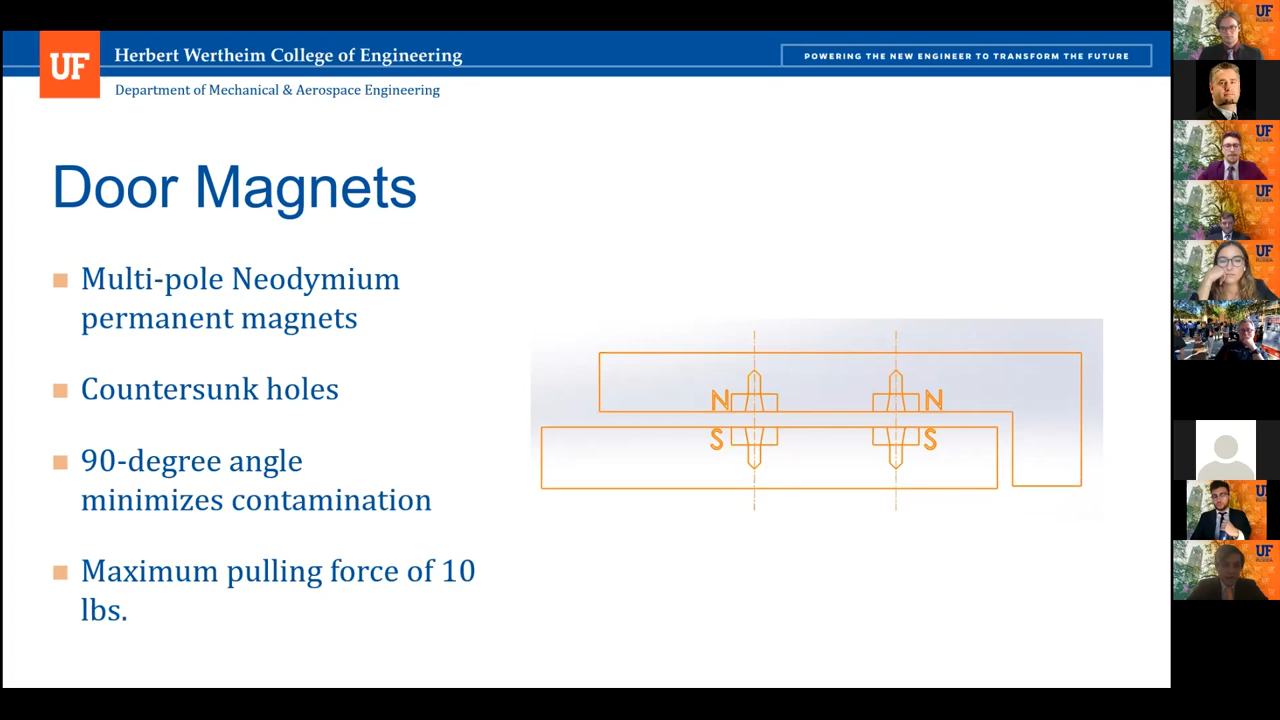 UF
Herbert Wertheim College of Engineering
POWERING THE NEW ENGINEER TO TRANSFORM THE FUTURE
Department of Mechanical & Aerospace Engineering
Door Magnets
Multi-pole Neodymium
permanent magnets
Countersunk holes
90-degree angle
minimizes contamination
Maximum pulling force of 10
lbs.
N N
S S
UF
UF
UF
UF
UF
UF